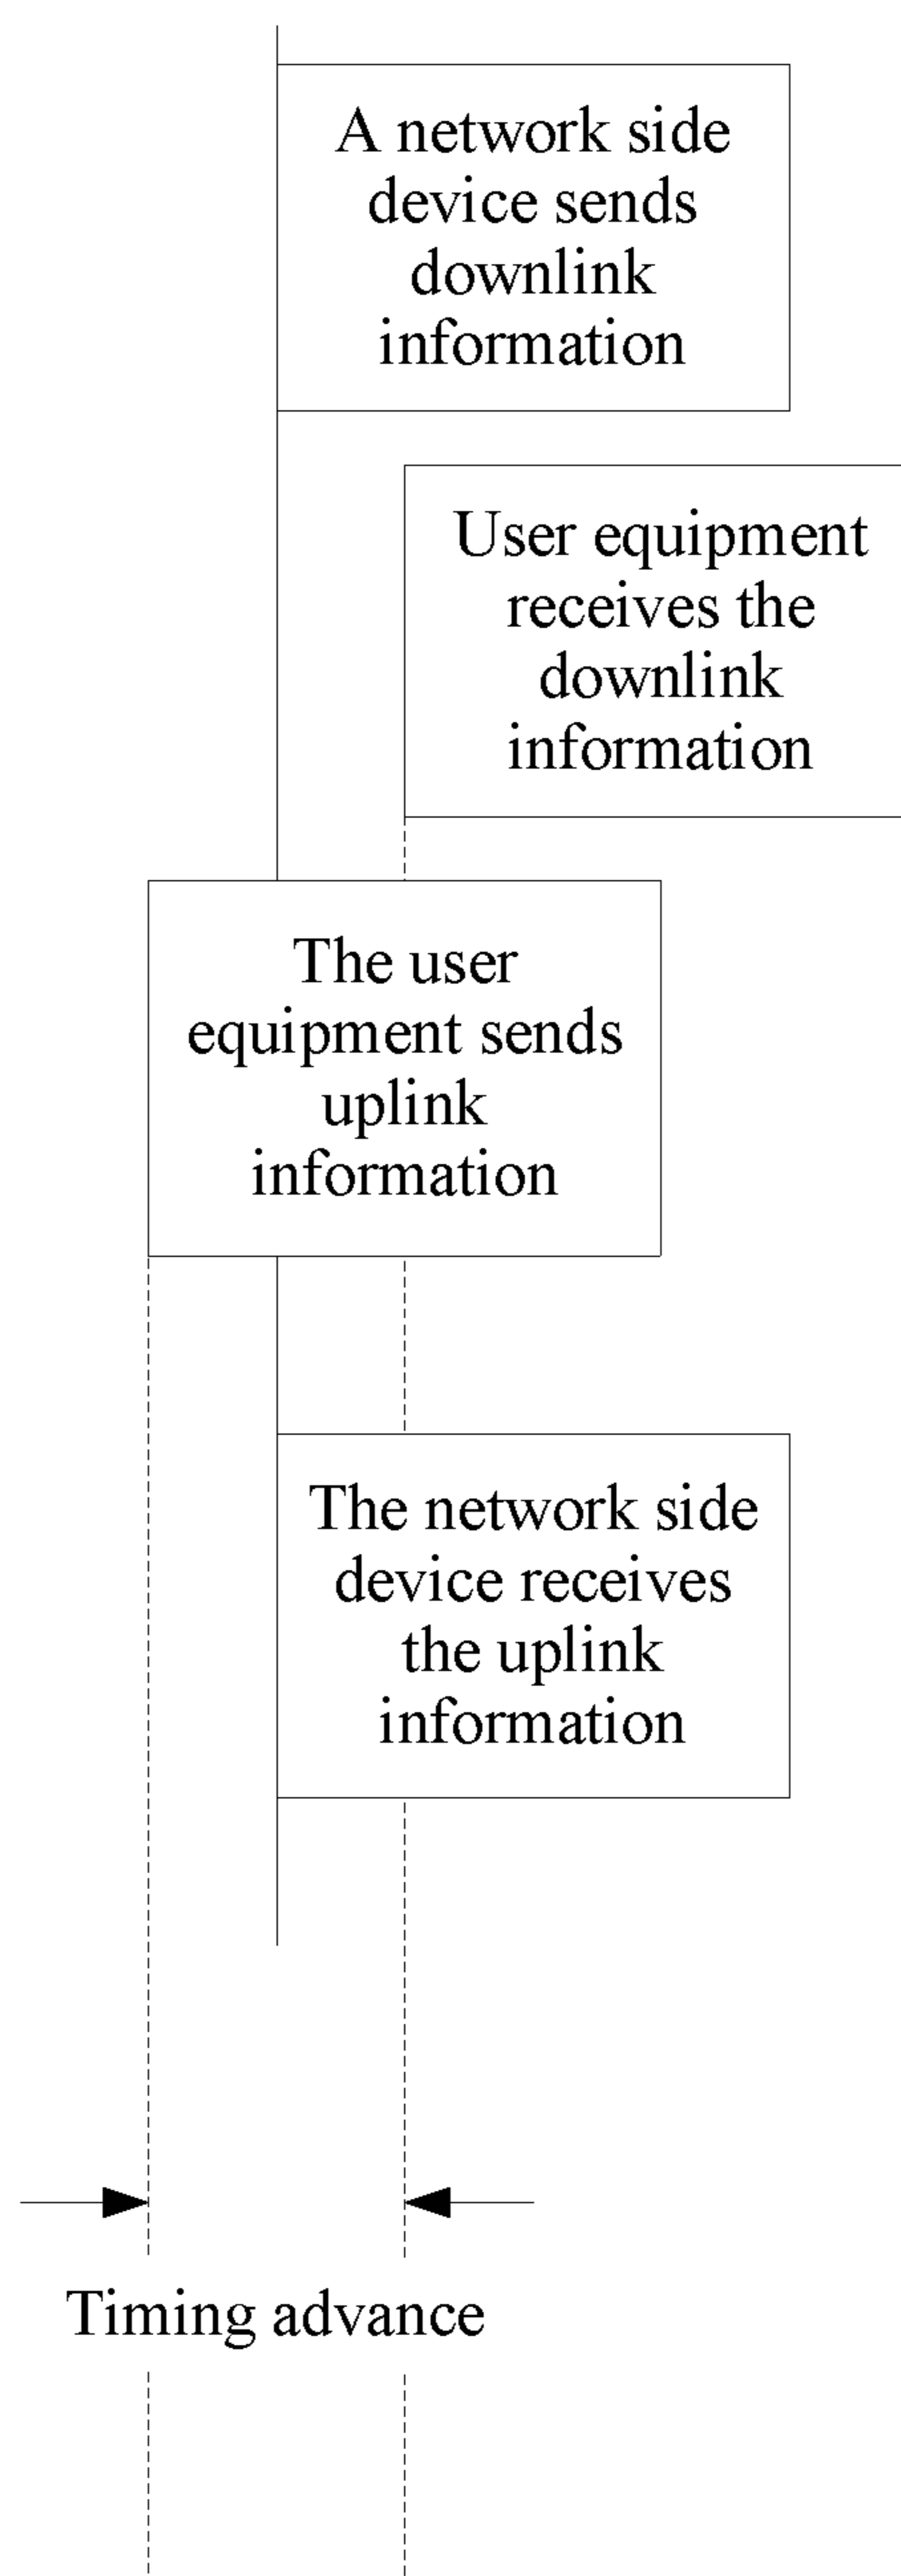 A network side
device sends
downlink
information
User equipment
receives the
downlink
information
The user
equipment sends
uplink
information
The network side
device receives
the uplink
information
Timing advance